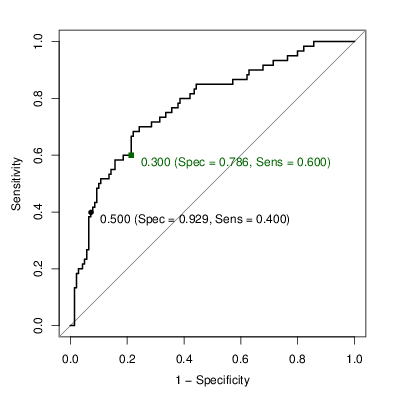 1.0
0.8
0.6
0.4
0.2
0.0
Sensitivity
0.300 (Spec = 0.786, Sens = 0.600)
0.500 (Spec = 0.929, Sens = 0.400)
0.0 0.2 0.4 0.6 0.8 1.0
1 − Specificity